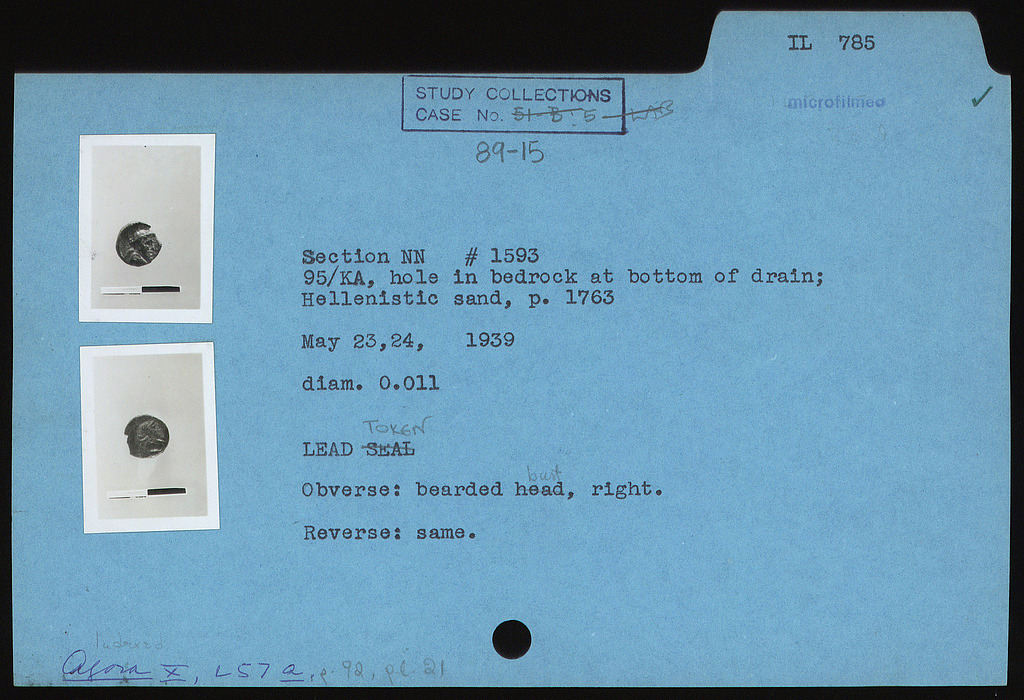 IL 785
microfilmed ✓
STUDY COLLECTIONS
CASE No. 51-B:5 LAB
89-15
Section NN # 1593
95/KA, hole in bedrock at bottom of drain;
Hellenistic sand, p. 1763
May 23,24, 1939
diam. 0.011
TOKEN
LEAD SEAL
bust
Obverse: bearded head, right.
Reverse: same.
Indexed
Agora X, L57 a, p. 92, pl. 21